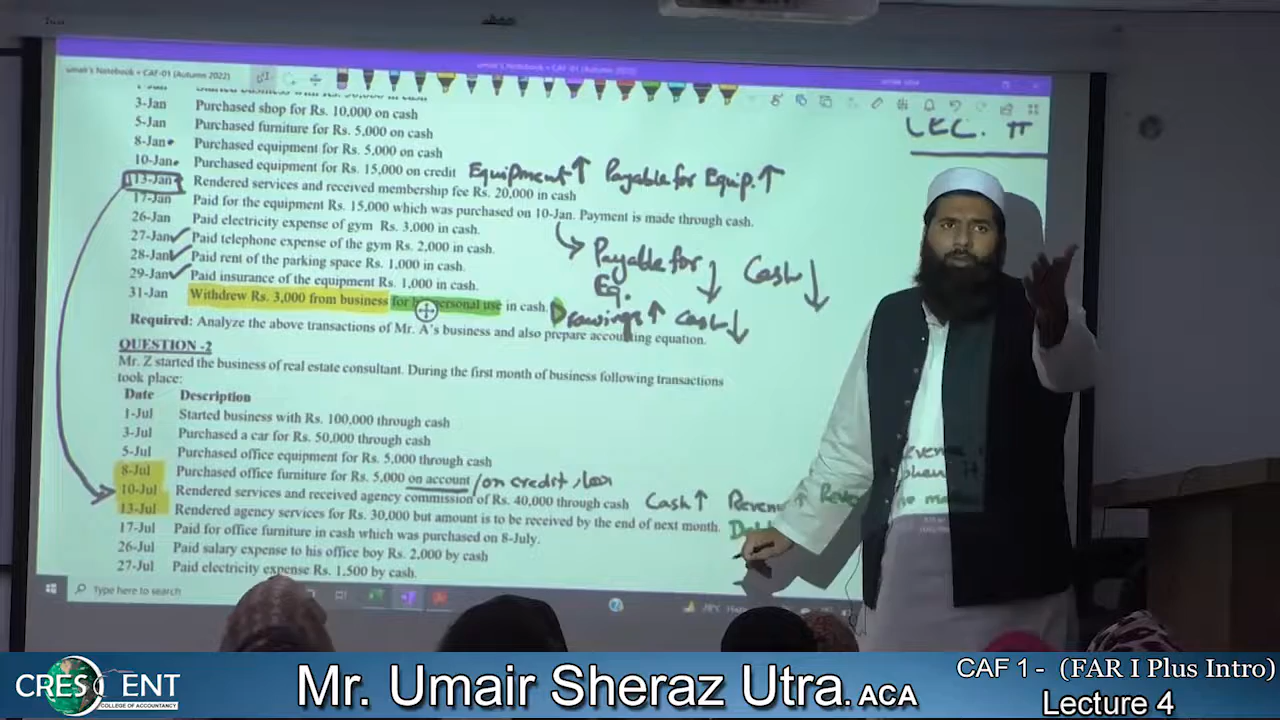 umair's Notebook » CAF-01 (Autumn 2022)
LEC. II
3-Jan Purchased shop for Rs. 10,000 on cash
5-Jan Purchased furniture for Rs. 5,000 on cash
8-Jan Purchased equipment for Rs. 5,000 on cash
10-Jan Purchased equipment for Rs. 15,000 on credit Equipment↑ Payable for Equip.↑
13-Jan Rendered services and received membership fee Rs. 20,000 in cash
17-Jan Paid for the equipment Rs. 15,000 which was purchased on 10-Jan. Payment is made through cash.
26-Jan Paid electricity expense of gym Rs. 3,000 in cash.
27-Jan Paid telephone expense of the gym Rs. 2,000 in cash.
28-Jan Paid rent of the parking space Rs. 1,000 in cash.
29-Jan Paid insurance of the equipment Rs. 1,000 in cash.
Payable for Eq.↓ Cash↓
31-Jan Withdrew Rs. 3,000 from business for personal use in cash. Drawings↑ Cash↓
Required: Analyze the above transactions of Mr. A's business and also prepare accounting equation.
QUESTION -2
Mr. Z started the business of real estate consultant. During the first month of business following transactions
took place:
Date Description
1-Jul Started business with Rs. 100,000 through cash
3-Jul Purchased a car for Rs. 50,000 through cash
5-Jul Purchased office equipment for Rs. 5,000 through cash
8-Jul Purchased office furniture for Rs. 5,000 on account /on credit, loan
10-Jul Rendered services and received agency commission of Rs. 40,000 through cash Cash↑
13-Jul Rendered agency services for Rs. 30,000 but amount is to be received by the end of next month.
17-Jul Paid for office furniture in cash which was purchased on 8-July.
26-Jul Paid salary expense to his office boy Rs. 2,000 by cash
27-Jul Paid electricity expense Rs. 1,500 by cash.
Type here to search
CRESCENT
COLLEGE OF ACCOUNTANCY
Mr. Umair Sheraz Utra. ACA
CAF 1 - (FAR I Plus Intro)
Lecture 4